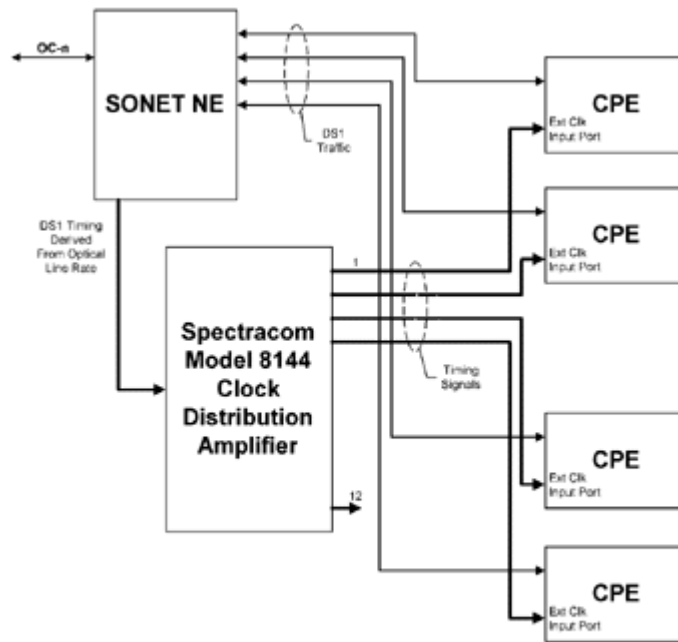 OC-n
SONET NE
DS1
Traffic
CPE
Ext Clk
Input Port
CPE
Ext Clk
Input Port
DS1 Timing
Derived
From Optical
Line Rate
1
Spectracom
Model 8144
Clock
Distribution
Amplifier
Timing
Signals
12
CPE
Ext Clk
Input Port
CPE
Ext Clk
Input Port